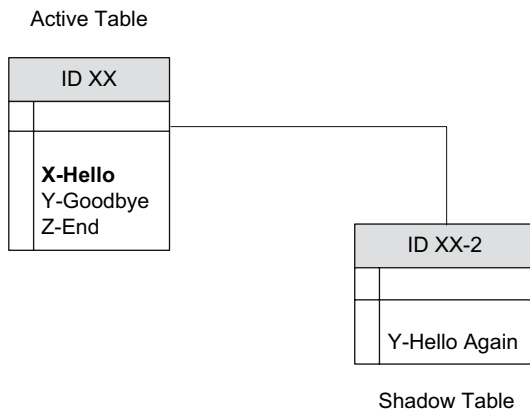 Active Table
ID XX
X-Hello
Y-Goodbye
Z-End
ID XX-2
Y-Hello Again
Shadow Table